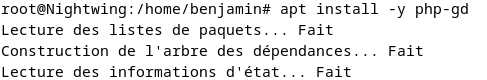 root@Nightwing:/home/benjamin# apt install -y php-gd
Lecture des listes de paquets... Fait
Construction de l'arbre des dépendances... Fait
Lecture des informations d'état... Fait